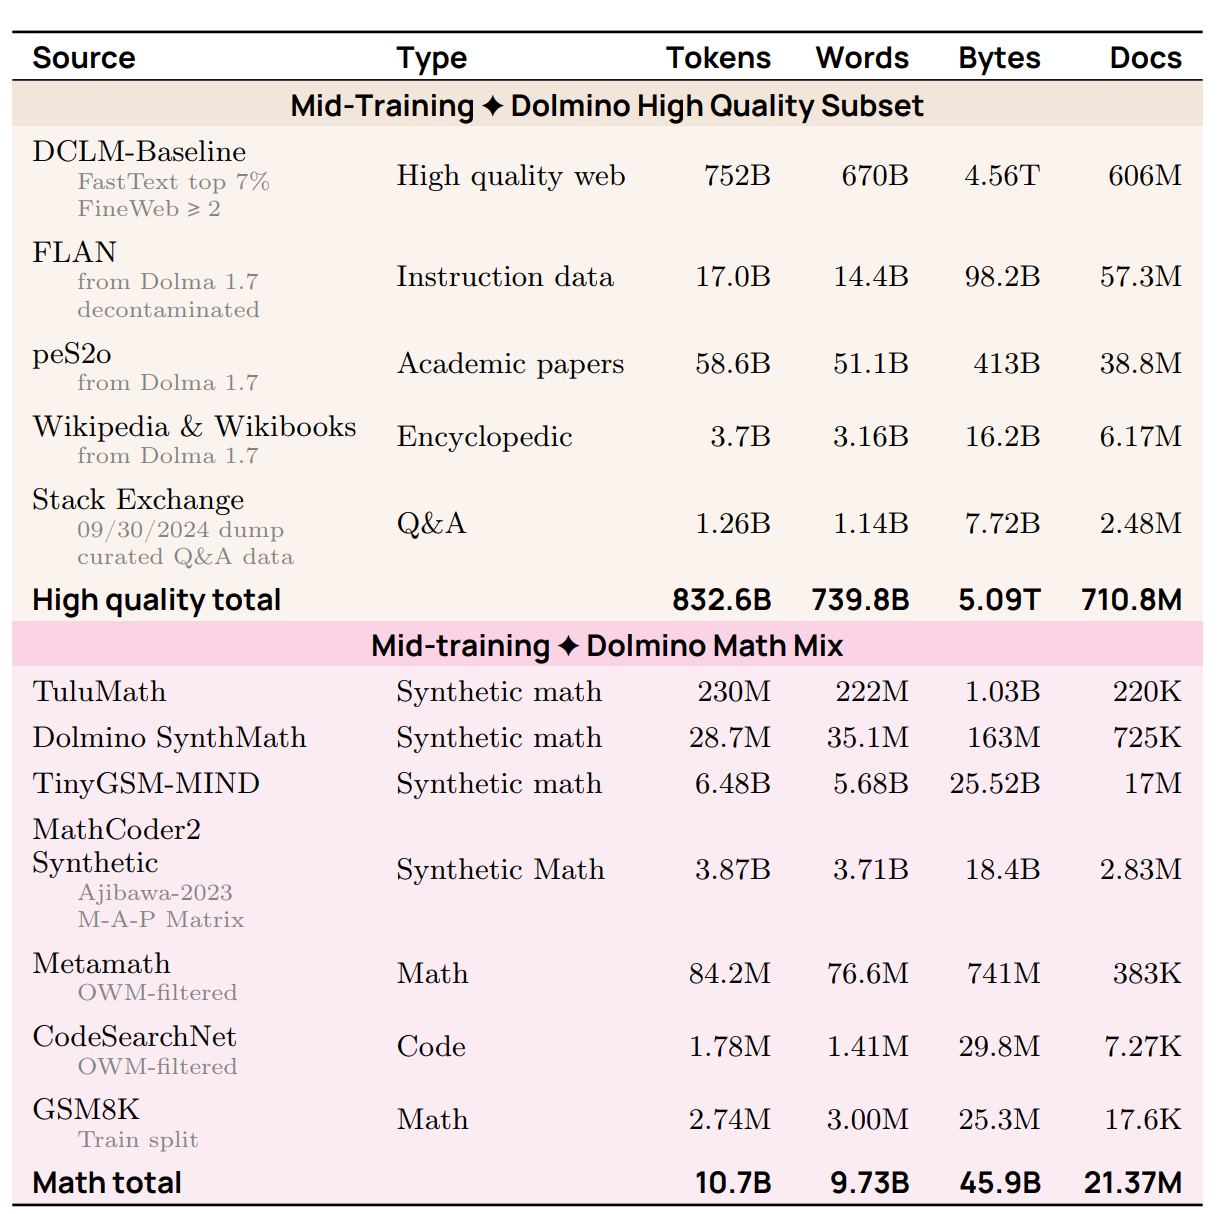 Source Type Tokens Words Bytes Docs
Mid-Training ✦ Dolmino High Quality Subset
DCLM-Baseline
FastText top 7%
FineWeb ⩾ 2
High quality web 752B 670B 4.56T 606M
FLAN
from Dolma 1.7
decontaminated
Instruction data 17.0B 14.4B 98.2B 57.3M
peS2o
from Dolma 1.7
Academic papers 58.6B 51.1B 413B 38.8M
Wikipedia & Wikibooks
from Dolma 1.7
Encyclopedic 3.7B 3.16B 16.2B 6.17M
Stack Exchange
09/30/2024 dump
curated Q&A data
Q&A 1.26B 1.14B 7.72B 2.48M
High quality total 832.6B 739.8B 5.09T 710.8M
Mid-training ✦ Dolmino Math Mix
TuluMath Synthetic math 230M 222M 1.03B 220K
Dolmino SynthMath Synthetic math 28.7M 35.1M 163M 725K
TinyGSM-MIND Synthetic math 6.48B 5.68B 25.52B 17M
MathCoder2
Synthetic
Ajibawa-2023
M-A-P Matrix
Synthetic Math 3.87B 3.71B 18.4B 2.83M
Metamath
OWM-filtered
Math 84.2M 76.6M 741M 383K
CodeSearchNet
OWM-filtered
Code 1.78M 1.41M 29.8M 7.27K
GSM8K
Train split
Math 2.74M 3.00M 25.3M 17.6K
Math total 10.7B 9.73B 45.9B 21.37M